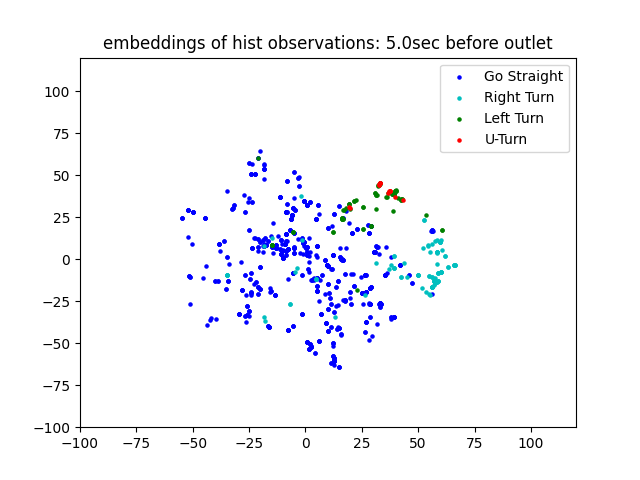 embeddings of hist observations: 5.0sec before outlet
Go Straight
Right Turn
Left Turn
U-Turn
100
75
50
25
0
−25
−50
−75
−100
−100 −75 −50 −25 0 25 50 75 100